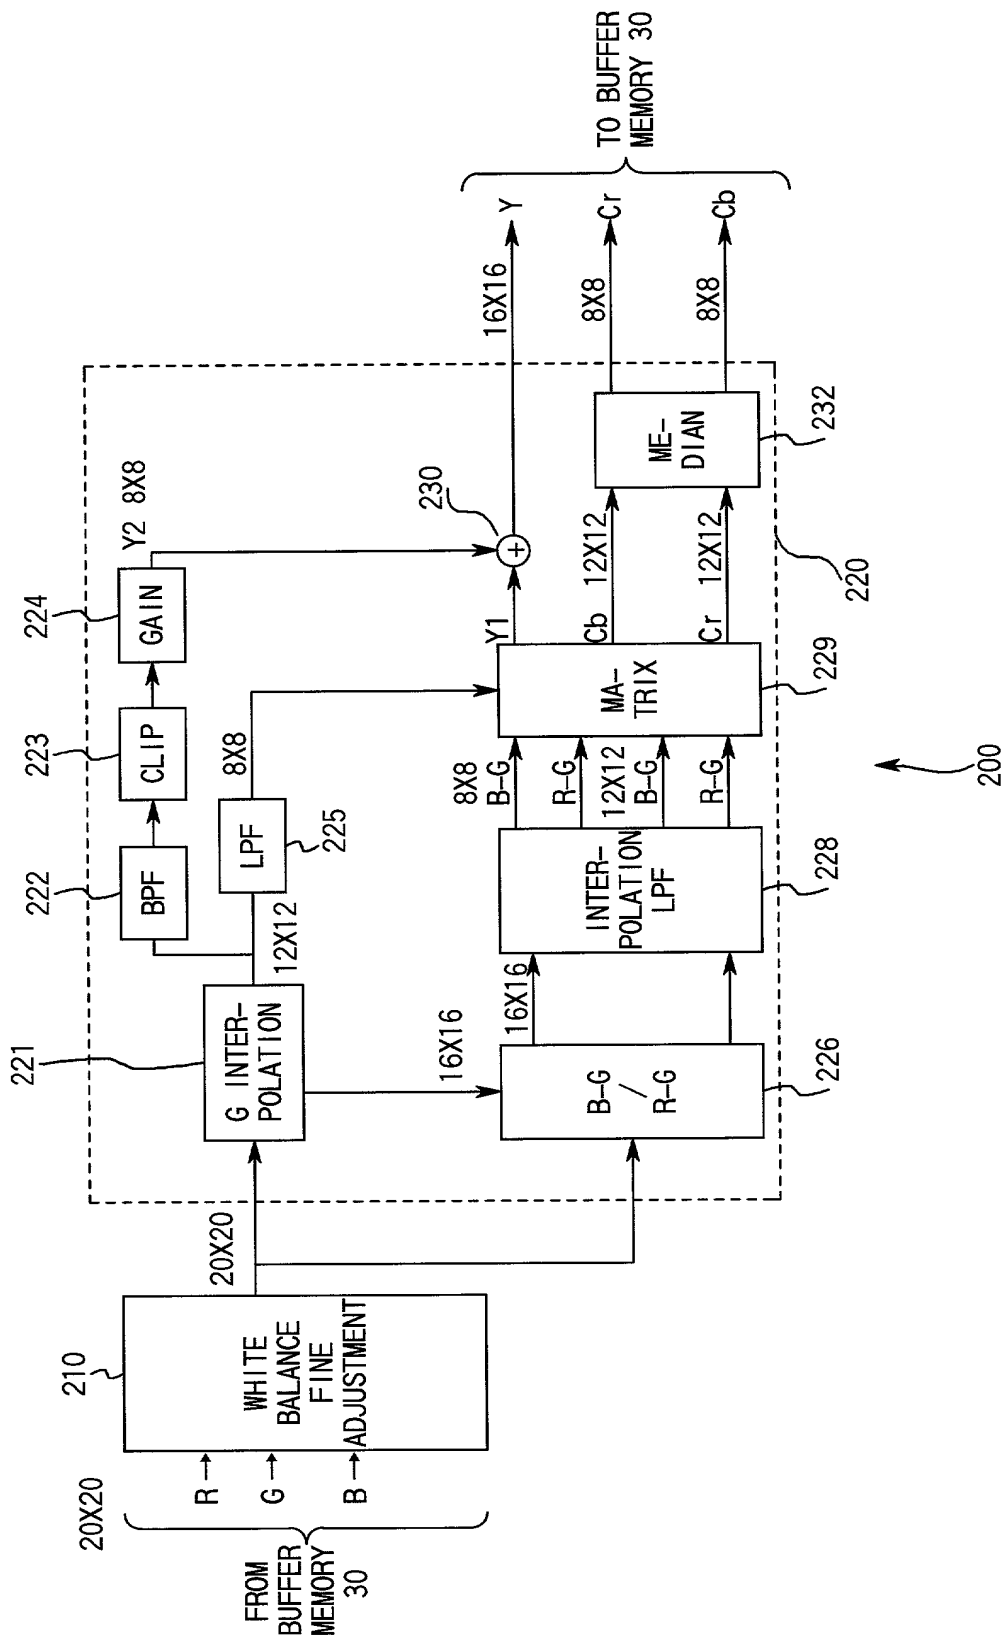 20X20
FROM
BUFFER
MEMORY
30
R
G
B
210
WHITE
BALANCE
FINE
ADJUSTMENT
20X20
221
G INTER-
POLATION
12X12
16X16
222
BPF
223
CLIP
224
GAIN
Y2 8X8
LPF
225
8X8
B-G
/
R-G
226
16X16
INTER-
POLATION
LPF
228
8X8
B-G
R-G
12X12
B-G
R-G
MA-
TRIX
229
Y1
Cb
12X12
Cr
12X12
230
+
ME-
DIAN
232
220
16X16
Y
8X8
Cr
8X8
Cb
TO BUFFER
MEMORY 30
200